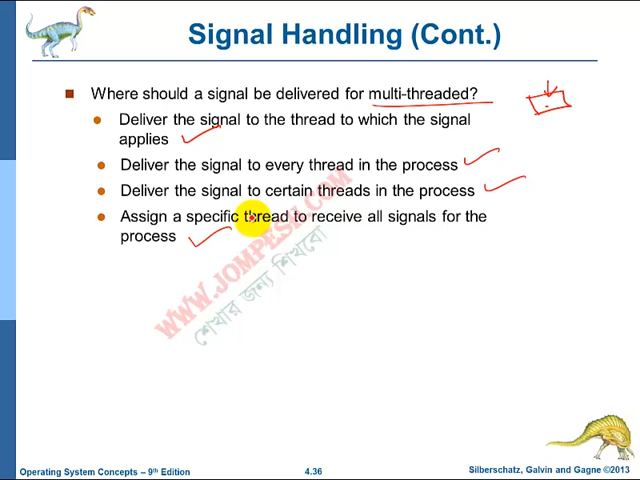 Signal Handling (Cont.)
Where should a signal be delivered for multi-threaded?
Deliver the signal to the thread to which the signal
applies
Deliver the signal to every thread in the process
Deliver the signal to certain threads in the process
Assign a specific thread to receive all signals for the
process
WWW.JOMPESH.COM
শেখার জন্য শিখবো
Operating System Concepts – 9th Edition
4.36
Silberschatz, Galvin and Gagne ©2013